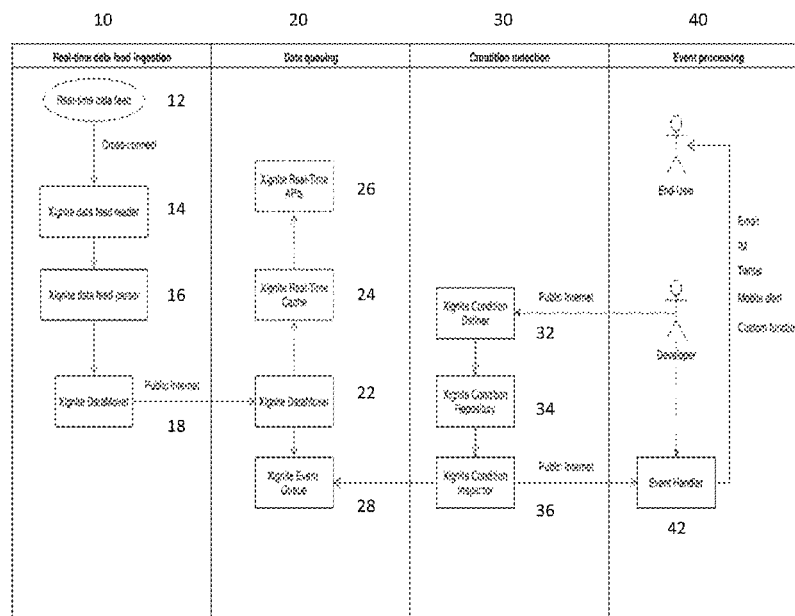 10
20
30
40
Real-time data feed ingestion
Data queuing
Condition detection
Event processing
Real-time data feed
12
Cross-connect
Xignite data feed reader
14
Xignite data feed parser
16
Xignite DataMover
18
Public Internet
Xignite Real-Time
APIs
26
Xignite Real-Time
Cache
24
Xignite DataMover
22
Xignite Event
Queue
28
Xignite Condition
Definer
32
Public Internet
Xignite Condition
Repository
34
Xignite Condition
Inspector
36
Public Internet
End-User
Developer
Event Handler
42
Email
IM
Mobile alert
Custom function